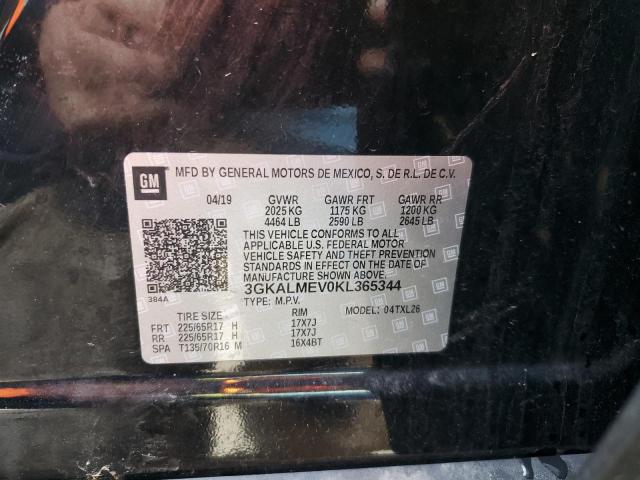 GM MFD BY GENERAL MOTORS DE MEXICO, S. DE R.L. DE C.V.
04/19 GVWR GAWR FRT GAWR RR
2025 KG 1175 KG 1200 KG
4464 LB 2590 LB 2645 LB
THIS VEHICLE CONFORMS TO ALL
APPLICABLE U.S. FEDERAL MOTOR
VEHICLE SAFETY AND THEFT PREVENTION
STANDARDS IN EFFECT ON THE DATE OF
MANUFACTURE SHOWN ABOVE.
384A 3GKALMEV0KL365344
TYPE: M.P.V. MODEL: 04TXL26
TIRE SIZE RIM
FRT 225/65R17 H 17X7J
RR 225/65R17 H 17X7J
SPA T135/70R16 M 16X4BT